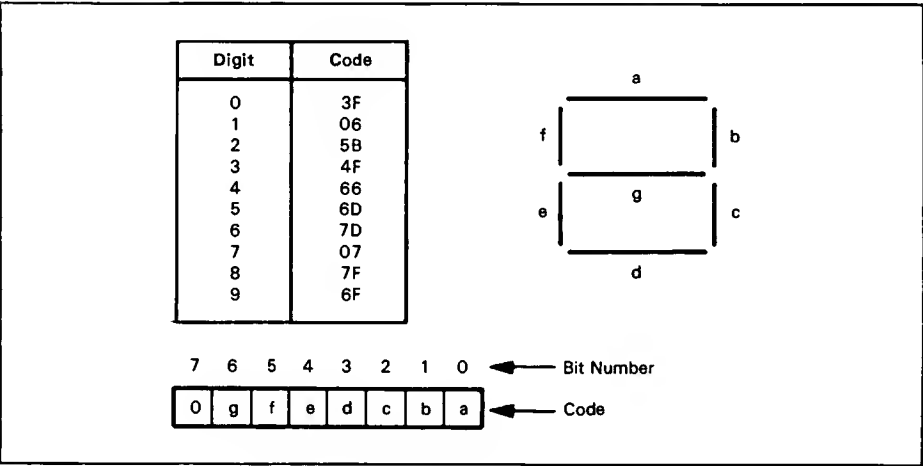 Digit Code
0 3F
1 06
2 5B
3 4F
4 66
5 6D
6 7D
7 07
8 7F
9 6F
a
f b
g
e c
d
7 6 5 4 3 2 1 0 Bit Number
0 g f e d c b a Code